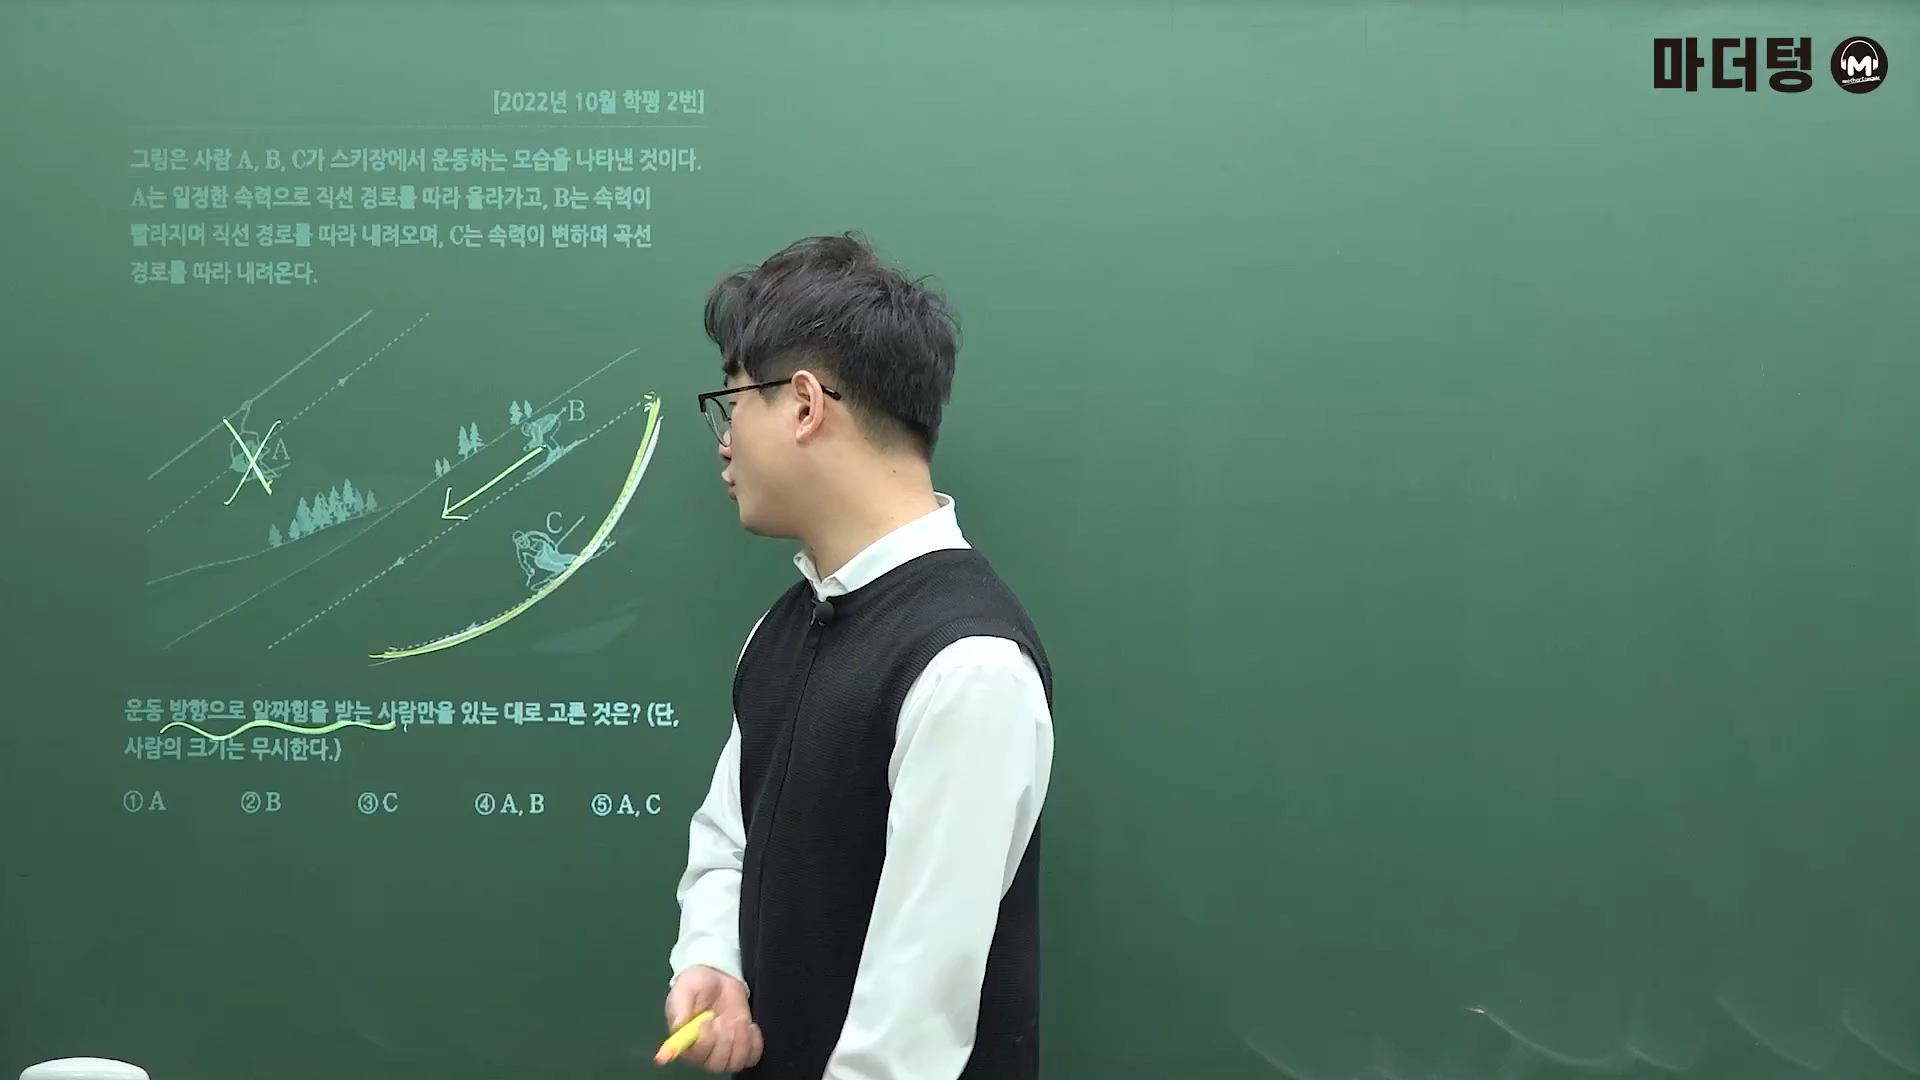 마더텅
[2022년 10월 학평 2번]
그림은 사람 A, B, C가 스키장에서 운동하는 모습을 나타낸 것이다.
A는 일정한 속력으로 직선 경로를 따라 올라가고, B는 속력이
빨라지며 직선 경로를 따라 내려오며, C는 속력이 변하며 곡선
경로를 따라 내려온다.
B
A
C
운동 방향으로 알짜힘을 받는 사람만을 있는 대로 고른 것은? (단,
사람의 크기는 무시한다.)
① A ② B ③ C ④ A, B ⑤ A, C